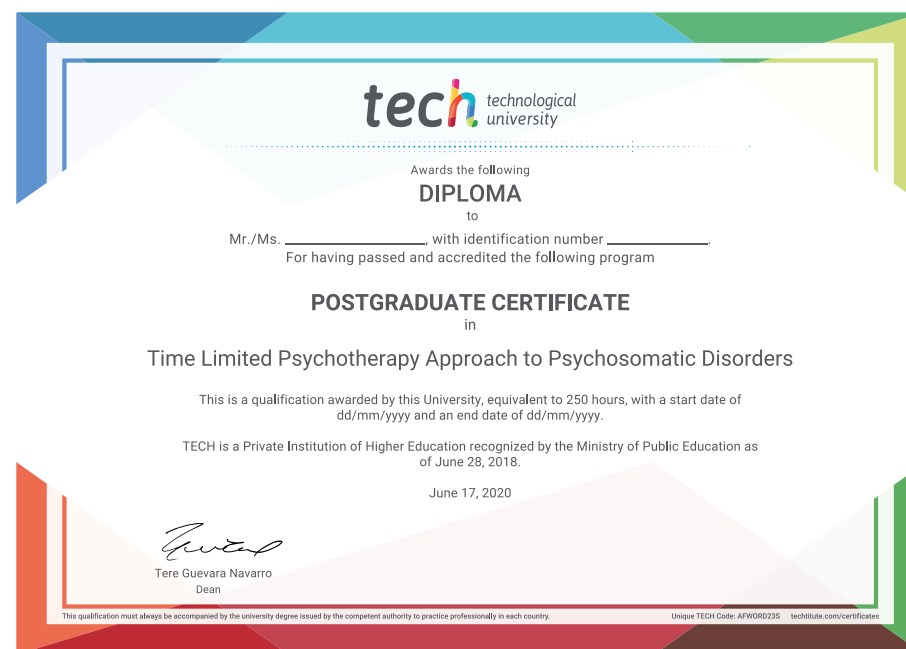 tech technological
university
Awards the following
DIPLOMA
to
Mr./Ms. ____________, with identification number ____________.
For having passed and accredited the following program
POSTGRADUATE CERTIFICATE
in
Time Limited Psychotherapy Approach to Psychosomatic Disorders
This is a qualification awarded by this University, equivalent to 250 hours, with a start date of
dd/mm/yyyy and an end date of dd/mm/yyyy.
TECH is a Private Institution of Higher Education recognized by the Ministry of Public Education as
of June 28, 2018.
June 17, 2020
Tere Guevara Navarro
Dean
This qualification must always be accompanied by the university degree issued by the competent authority to practice professionally in each country.
Unique TECH Code: AFWORD23S techtitute.com/certificates